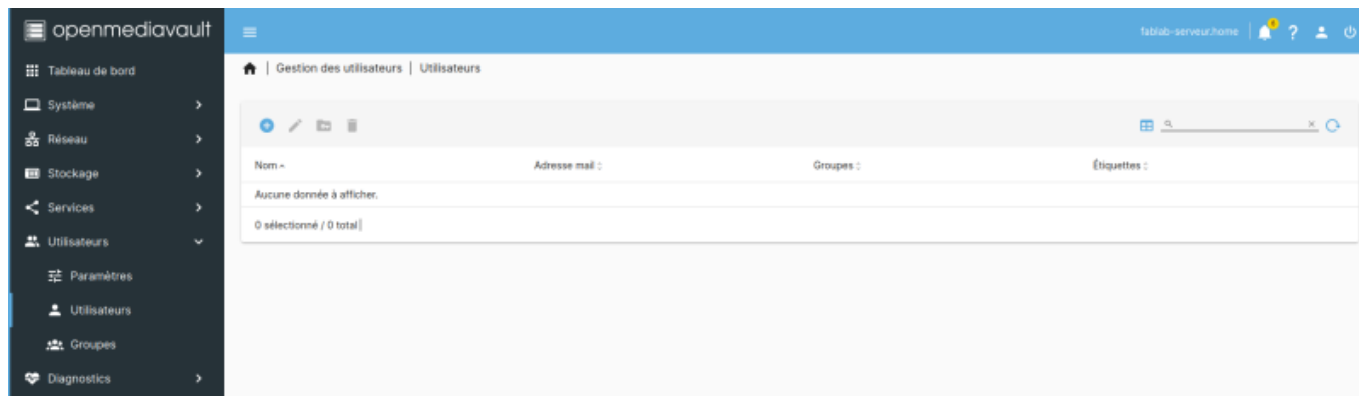 openmediavault
fablab-serveur.home
Tableau de bord
Gestion des utilisateurs | Utilisateurs
Système
Réseau
Nom
Adresse mail
Groupes
Étiquettes
Stockage
Aucune donnée à afficher.
Services
0 sélectionné / 0 total
Utilisateurs
Paramètres
Utilisateurs
Groupes
Diagnostics